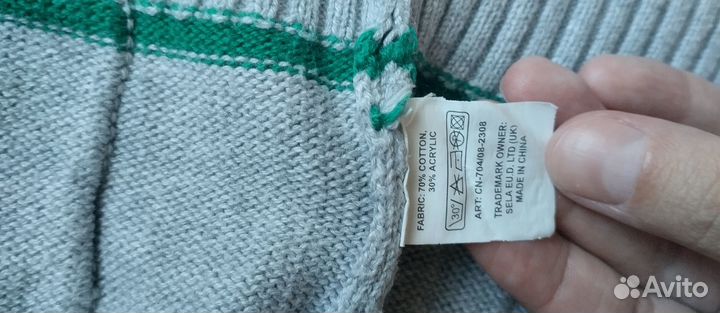 FABRIC: 70% COTTON,
30% ACRYLIC
30°
ART: CN-704/08-2308
TRADEMARK OWNER:
SELA EU.D. LTD (UK)
MADE IN CHINA
Avito